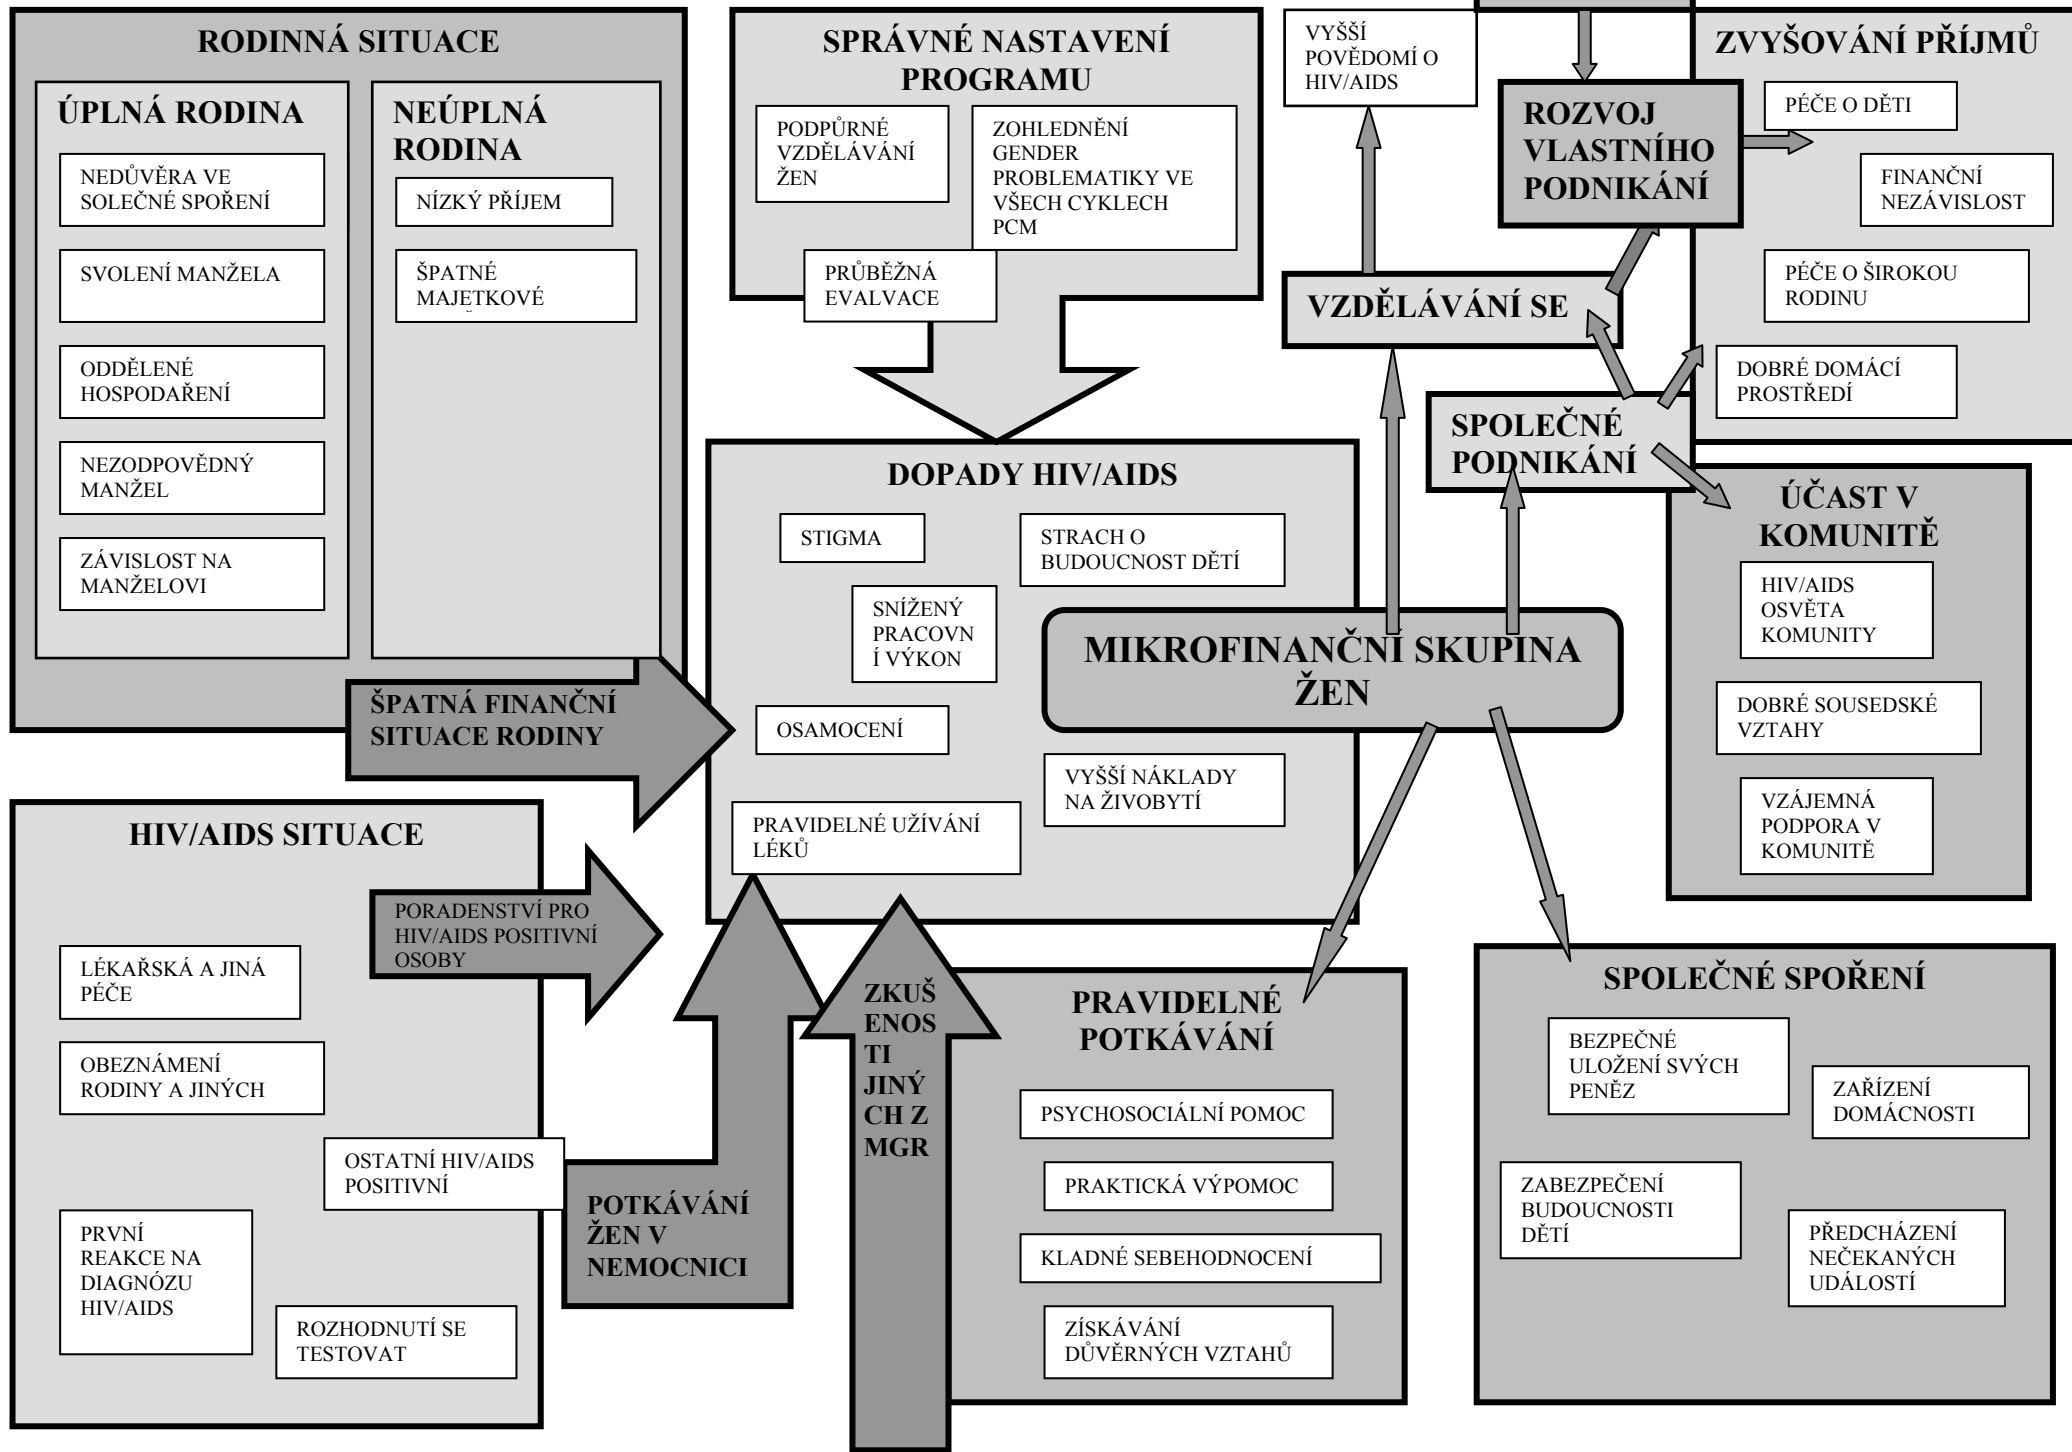 RODINNÁ SITUACE
ÚPLNÁ RODINA
NEDŮVĚRA VE
SOLEČNÉ SPOŘENÍ
SVOLENÍ MANŽELA
ODDĚLENÉ
HOSPODAŘENÍ
NEZODPOVĚDNÝ
MANŽEL
ZÁVISLOST NA
MANŽELOVI
NEÚPLNÁ
RODINA
NÍZKÝ PŘÍJEM
ŠPATNÉ
MAJETKOVÉ
ŠPATNÁ FINANČNÍ
SITUACE RODINY
SPRÁVNÉ NASTAVENÍ
PROGRAMU
PODPŮRNÉ
VZDĚLÁVÁNÍ
ŽEN
ZOHLEDNĚNÍ
GENDER
PROBLEMATIKY VE
VŠECH CYKLECH
PCM
PRŮBĚŽNÁ
EVALVACE
VYŠŠÍ
POVĚDOMÍ O
HIV/AIDS
ROZVOJ
VLASTNÍHO
PODNIKÁNÍ
ZVYŠOVÁNÍ PŘÍJMŮ
PÉČE O DĚTI
FINANČNÍ
NEZÁVISLOST
PÉČE O ŠIROKOU
RODINU
DOBRÉ DOMÁCÍ
PROSTŘEDÍ
VZDĚLÁVÁNÍ SE
SPOLEČNÉ
PODNIKÁNÍ
DOPADY HIV/AIDS
STIGMA
STRACH O
BUDOUCNOST DĚTÍ
SNÍŽENÝ
PRACOVN
Í VÝKON
OSAMOCENÍ
VYŠŠÍ NÁKLADY
NA ŽIVOBYTÍ
PRAVIDELNÉ UŽÍVÁNÍ
LÉKŮ
MIKROFINANČNÍ SKUPINA
ŽEN
ÚČAST V
KOMUNITĚ
HIV/AIDS
OSVĚTA
KOMUNITY
DOBRÉ SOUSEDSKÉ
VZTAHY
VZÁJEMNÁ
PODPORA V
KOMUNITĚ
HIV/AIDS SITUACE
PORADENSTVÍ PRO
HIV/AIDS POSITIVNÍ
OSOBY
LÉKAŘSKÁ A JINÁ
PÉČE
OBEZNÁMENÍ
RODINY A JINÝCH
OSTATNÍ HIV/AIDS
POSITIVNÍ
PRVNÍ
REAKCE NA
DIAGNÓZU
HIV/AIDS
ROZHODNUTÍ SE
TESTOVAT
POTKÁVÁNÍ
ŽEN V
NEMOCNICI
ZKUŠ
ENOS
TI
JINÝ
CH Z
MGR
PRAVIDELNÉ
POTKÁVÁNÍ
PSYCHOSOCIÁLNÍ POMOC
PRAKTICKÁ VÝPOMOC
KLADNÉ SEBEHODNOCENÍ
ZÍSKÁVÁNÍ
DŮVĚRNÝCH VZTAHŮ
SPOLEČNÉ SPOŘENÍ
BEZPEČNÉ
ULOŽENÍ SVÝCH
PENĚZ
ZAŘÍZENÍ
DOMÁCNOSTI
ZABEZPEČENÍ
BUDOUCNOSTI
DĚTÍ
PŘEDCHÁZENÍ
NEČEKANÝCH
UDÁLOSTÍ